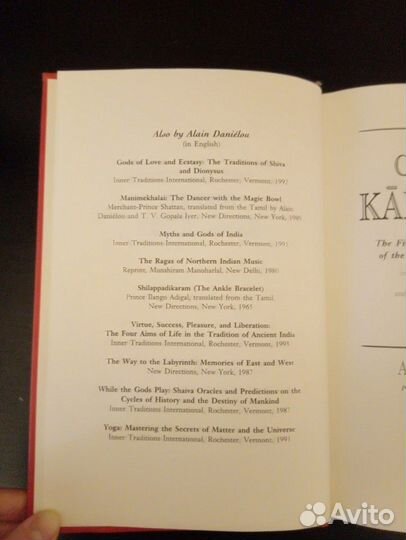 Also by Alain Daniélou
(in English)
Gods of Love and Ecstasy: The Traditions of Shiva
and Dionysus
Inner Traditions International, Rochester, Vermont, 1992
Manimekhalai: The Dancer with the Magic Bowl
Merchant-Prince Shattan, translated from the Tamil by Alain
Daniélou and T. V. Gopala Iyer, New Directions, New York, 1989
Myths and Gods of India
Inner Traditions International, Rochester, Vermont, 1991
The Ragas of Northern Indian Music
Reprint, Munshiram Manoharlal, New Delhi, 1980
Shilappadikaram (The Ankle Bracelet)
Prince Ilango Adigal, translated from the Tamil.
New Directions, New York, 1965
Virtue, Success, Pleasure, and Liberation:
The Four Aims of Life in the Tradition of Ancient India
Inner Traditions International, Rochester, Vermont, 1993
The Way to the Labyrinth: Memories of East and West
New Directions, New York, 1987
While the Gods Play: Shaiva Oracles and Predictions on the
Cycles of History and the Destiny of Mankind
Inner Traditions International, Rochester, Vermont, 1987
Yoga: Mastering the Secrets of Matter and the Universe
Inner Traditions International, Rochester, Vermont, 1991
C
KĀ
The Fi
of the
A
Avito